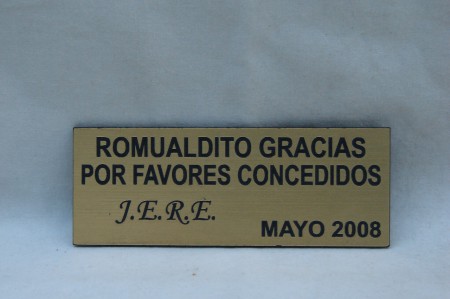 ROMUALDITO GRACIAS
POR FAVORES CONCEDIDOS
J.E.R.E.
MAYO 2008